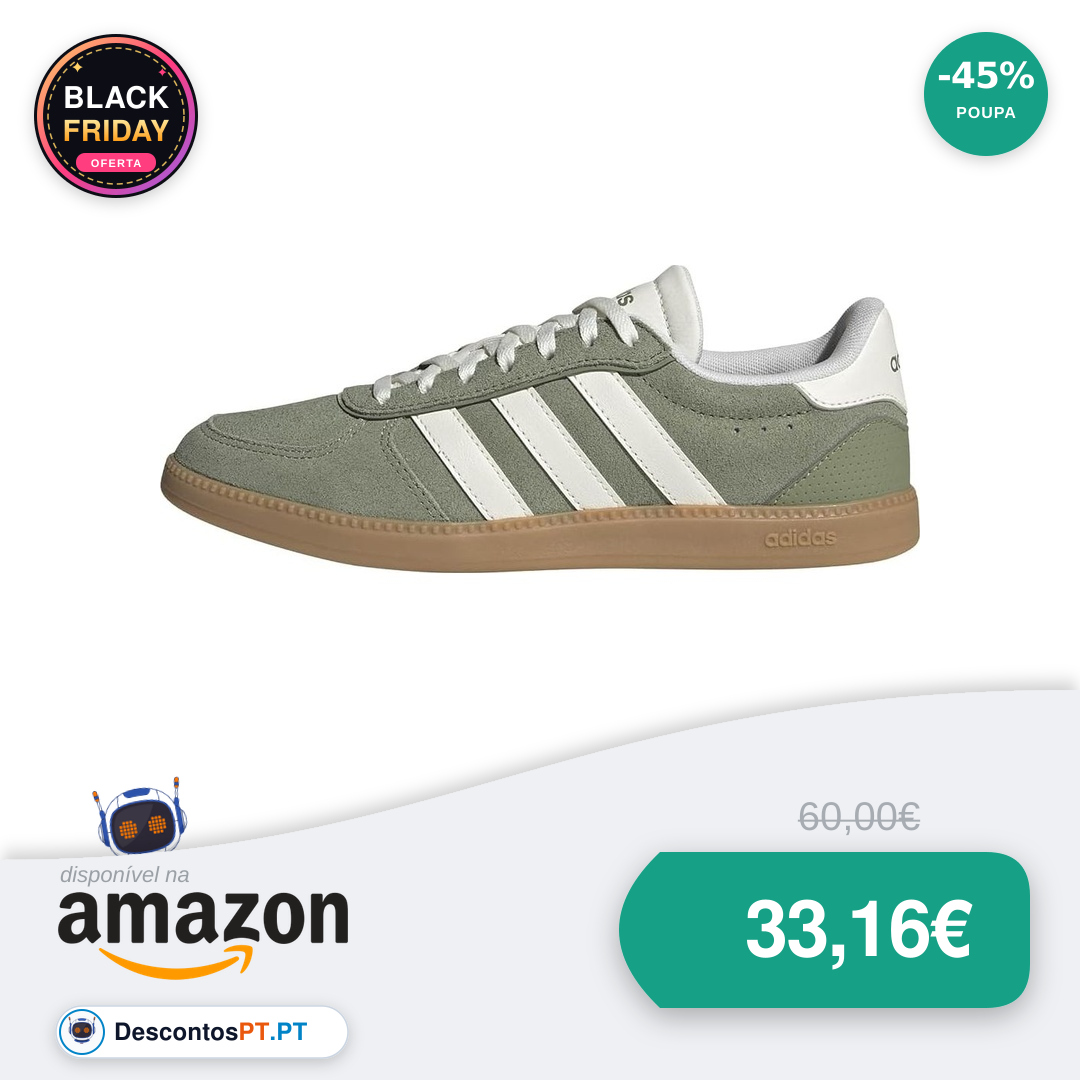 BLACK
FRIDAY
OFERTA
-45%
POUPA
adidas
60,00€
33,16€
disponível na
amazon
DescontosPT.PT